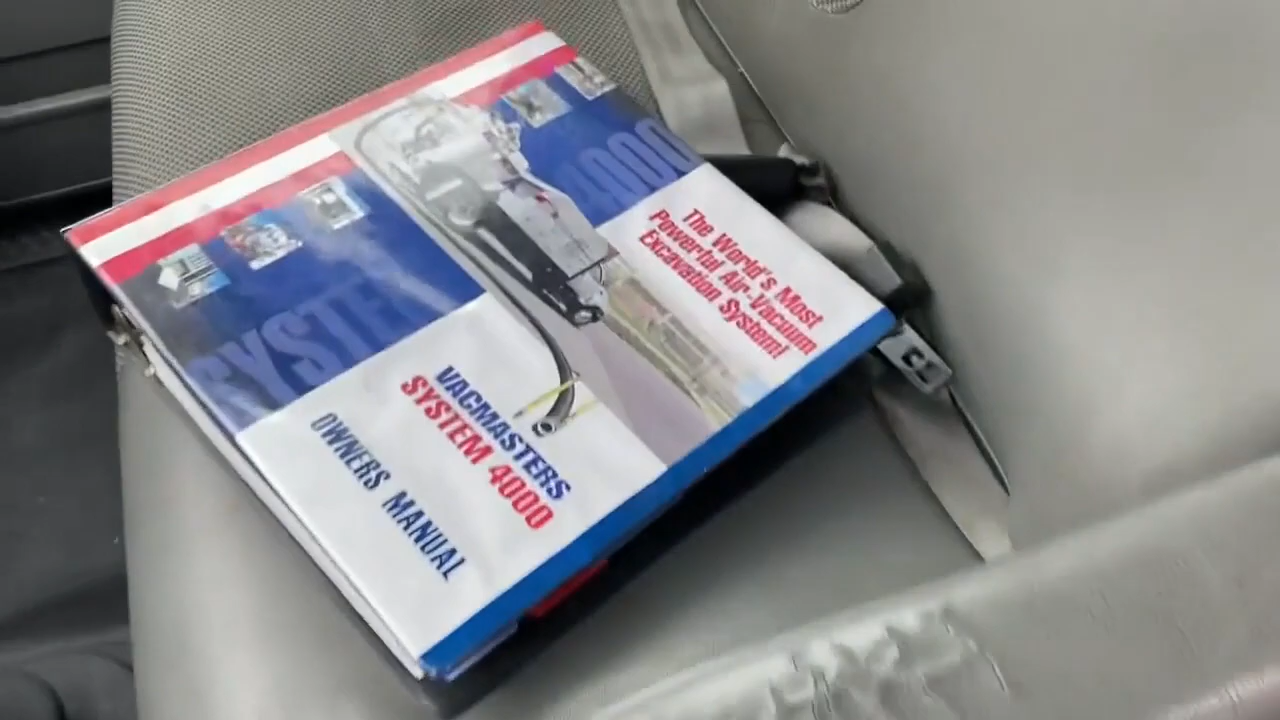 SYSTEM
4000
The World's Most
Powerful Air-Vacuum
Excavation System!
VACMASTERS
SYSTEM 4000
OWNERS MANUAL